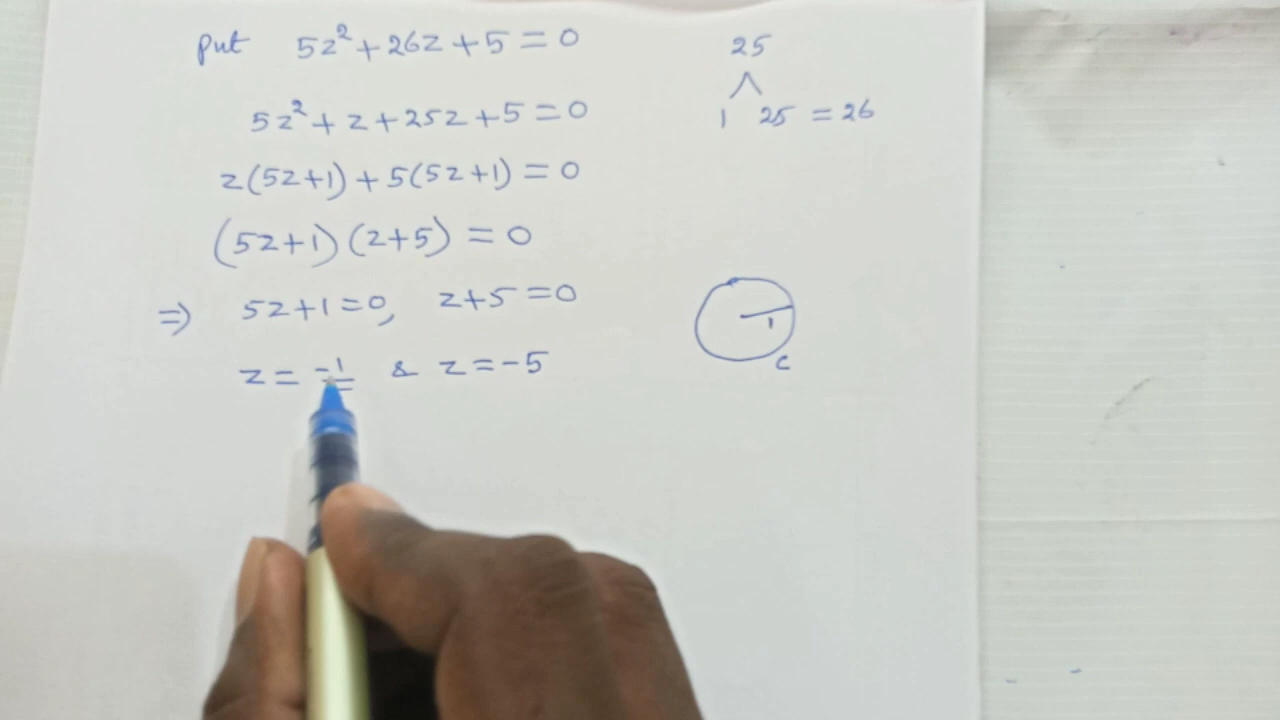 put 5z²+26z+5=0
5z²+z+25z+5=0
z(5z+1)+5(5z+1)=0
(5z+1)(z+5)=0
⇒ 5z+1=0, z+5=0
z=-1 & z=-5
25
∧
1 25 =26
1
c